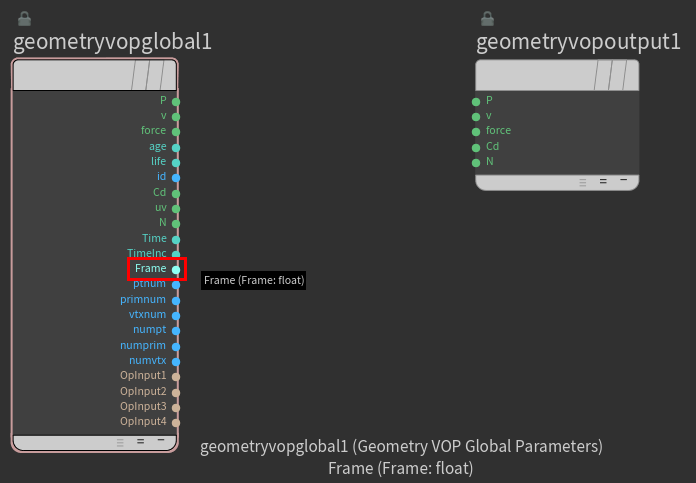 geometryvopglobal1
P
v
force
age
life
id
Cd
uv
N
Time
TimeInc
Frame
ptnum
primnum
vtxnum
numpt
numprim
numvtx
OpInput1
OpInput2
OpInput3
OpInput4
Frame (Frame: float)
geometryvopoutput1
P
v
force
Cd
N
geometryvopglobal1 (Geometry VOP Global Parameters)
Frame (Frame: float)